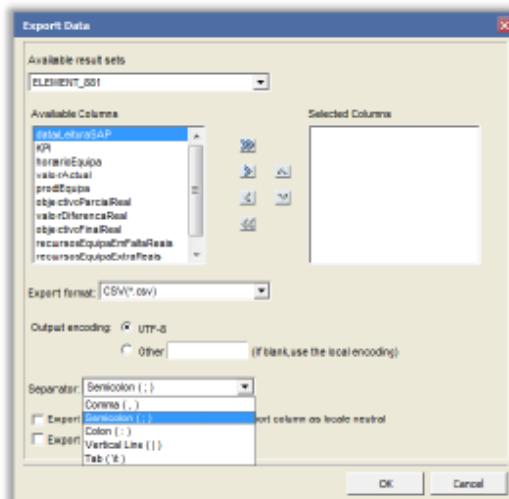 Export Data
Available result sets
ELEMENT_881
Available Columns
Selected Columns
dataLeituraSAP
KPI
horarioEquipa
valorActual
prodEquipa
objectivoParcialReal
valorDiferencaReal
objectivoFinalReal
recursosEquipaEmFaltaReais
recursosEquipaExtraReais
Export format: CSV(*.csv)
Output encoding: UTF-8
Other (If blank,use the local encoding)
Separator: Semicolon ( ; )
Comma ( , )
Semicolon ( ; )
Colon ( : )
Vertical Line ( | )
Tab ( \t )
Export
port column as locale neutral
Export
OK
Cancel